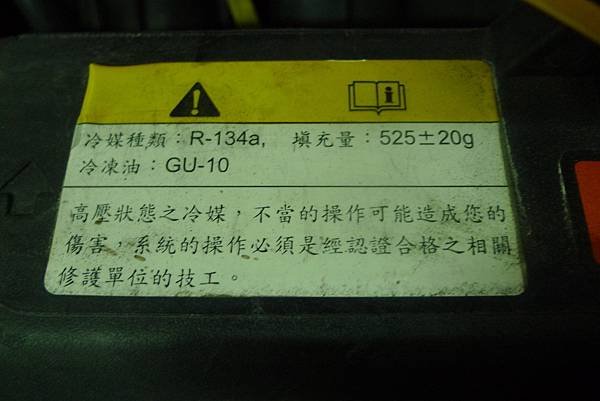 冷媒種類：R-134a, 填充量：525±20g
冷凍油：GU-10
高壓狀態之冷媒，不當的操作可能造成您的
傷害，系統的操作必須是經認證合格之相關
修護單位的技工。